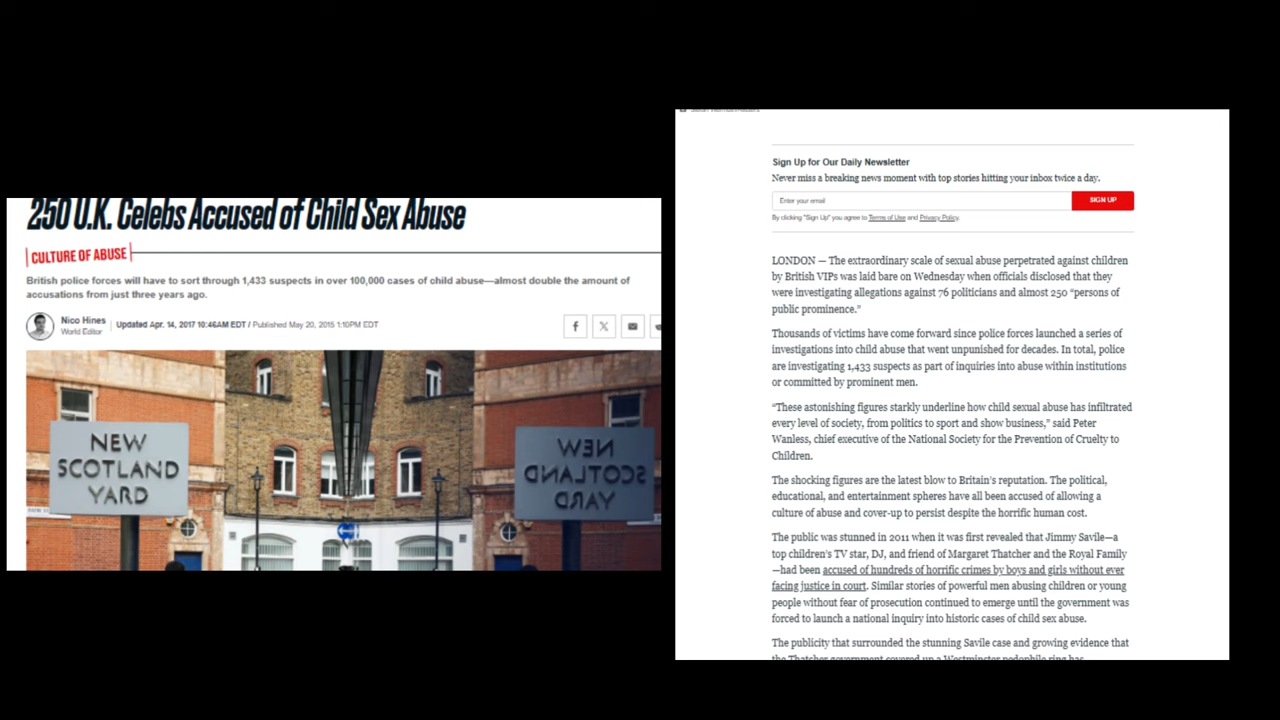 250 U.K. Celebs Accused of Child Sex Abuse
CULTURE OF ABUSE
British police forces will have to sort through 1,433 suspects in over 100,000 cases of child abuse—almost double the amount of
accusations from just three years ago.
Nico Hines
World Editor
Updated Apr. 14, 2017 10:46AM EDT / Published May 20, 2015 1:10PM EDT
NEW
SCOTLAND
YARD
NEW
SCOTLAND
YARD
Sign Up for Our Daily Newsletter
Never miss a breaking news moment with top stories hitting your inbox twice a day.
Enter your email
SIGN UP
By clicking "Sign Up" you agree to Terms of Use and Privacy Policy.
LONDON — The extraordinary scale of sexual abuse perpetrated against children
by British VIPs was laid bare on Wednesday when officials disclosed that they
were investigating allegations against 76 politicians and almost 250 “persons of
public prominence.”
Thousands of victims have come forward since police forces launched a series of
investigations into child abuse that went unpunished for decades. In total, police
are investigating 1,433 suspects as part of inquiries into abuse within institutions
or committed by prominent men.
“These astonishing figures starkly underline how child sexual abuse has infiltrated
every level of society, from politics to sport and show business,” said Peter
Wanless, chief executive of the National Society for the Prevention of Cruelty to
Children.
The shocking figures are the latest blow to Britain’s reputation. The political,
educational, and entertainment spheres have all been accused of allowing a
culture of abuse and cover-up to persist despite the horrific human cost.
The public was stunned in 2011 when it was first revealed that Jimmy Savile—a
top children’s TV star, DJ, and friend of Margaret Thatcher and the Royal Family
—had been accused of hundreds of horrific crimes by boys and girls without ever
facing justice in court. Similar stories of powerful men abusing children or young
people without fear of prosecution continued to emerge until the government was
forced to launch a national inquiry into historic cases of child sex abuse.
The publicity that surrounded the stunning Savile case and growing evidence that
the Thatcher government covered up a Westminster pedophile ring has